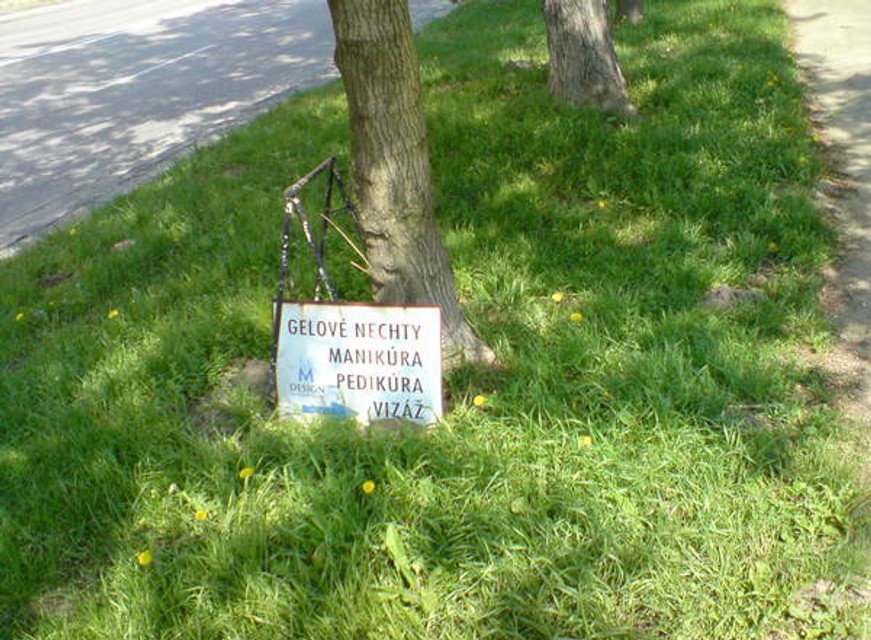 GELOVÉ NECHTY
MANIKÚRA
M
DESIGN
PEDIKÚRA
VIZÁŽ